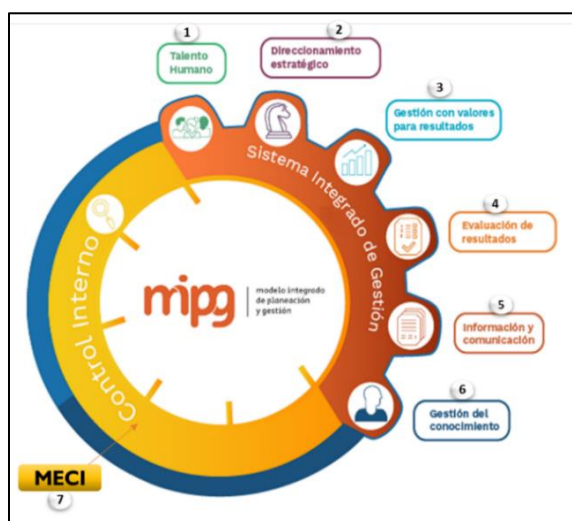 1
Talento
Humano
2
Direccionamiento
estratégico
3
Gestión con valores
para resultados
4
Evaluación de
resultados
5
Información y
comunicación
6
Gestión del
conocimiento
Sistema Integrado de Gestión
Control Interno
mipg
modelo integrado
de planeación
y gestión
MECI
7